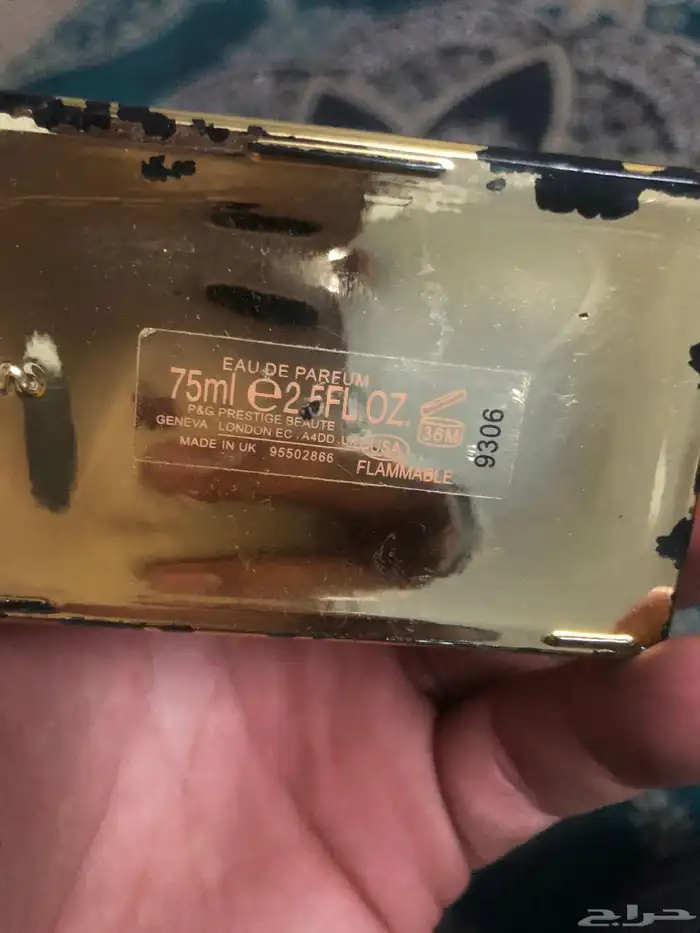 EAU DE PARFUM
75ml e 2.5FL.OZ.
P&G PRESTIGE BEAUTE
GENEVA LONDON EC.A4DD.U. USA
MADE IN UK 95502866
FLAMMABLE
36M
9306
حراج